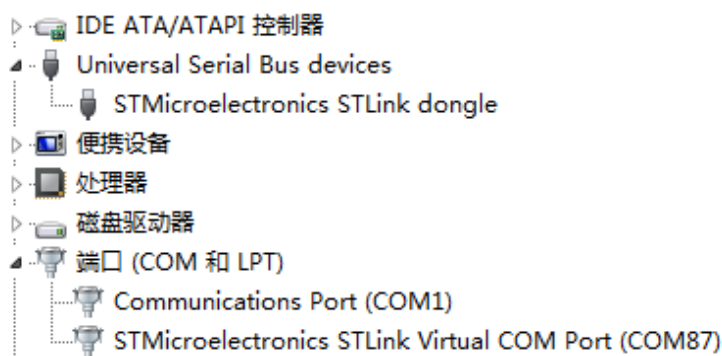 IDE ATA/ATAPI 控制器
Universal Serial Bus devices
STMicroelectronics STLink dongle
便携设备
处理器
磁盘驱动器
端口 (COM 和 LPT)
Communications Port (COM1)
STMicroelectronics STLink Virtual COM Port (COM87)